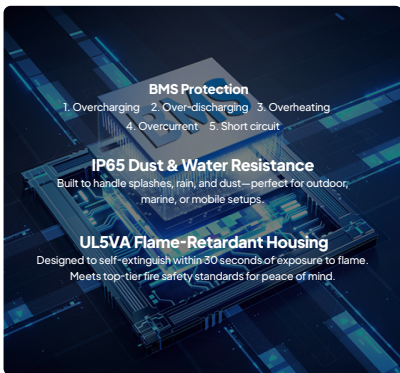 BMS
BMS Protection
1. Overcharging 2. Over-discharging 3. Overheating
4. Overcurrent 5. Short circuit
IP65 Dust & Water Resistance
Built to handle splashes, rain, and dust—perfect for outdoor,
marine, or mobile setups.
UL5VA Flame-Retardant Housing
Designed to self-extinguish within 30 seconds of exposure to flame.
Meets top-tier fire safety standards for peace of mind.